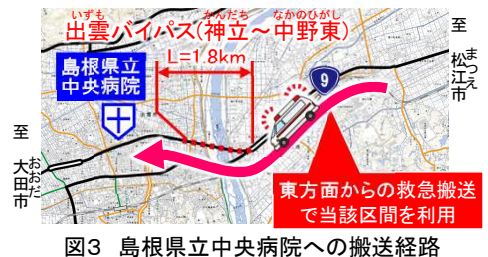 いずも かんだち なかのひがし
出雲バイパス(神立～中野東)
L=1.8km
島根県立
中央病院
至 松江市
まつえ
9
至 大田市
おおだ
東方面からの救急搬送
で当該区間を利用
図3 島根県立中央病院への搬送経路